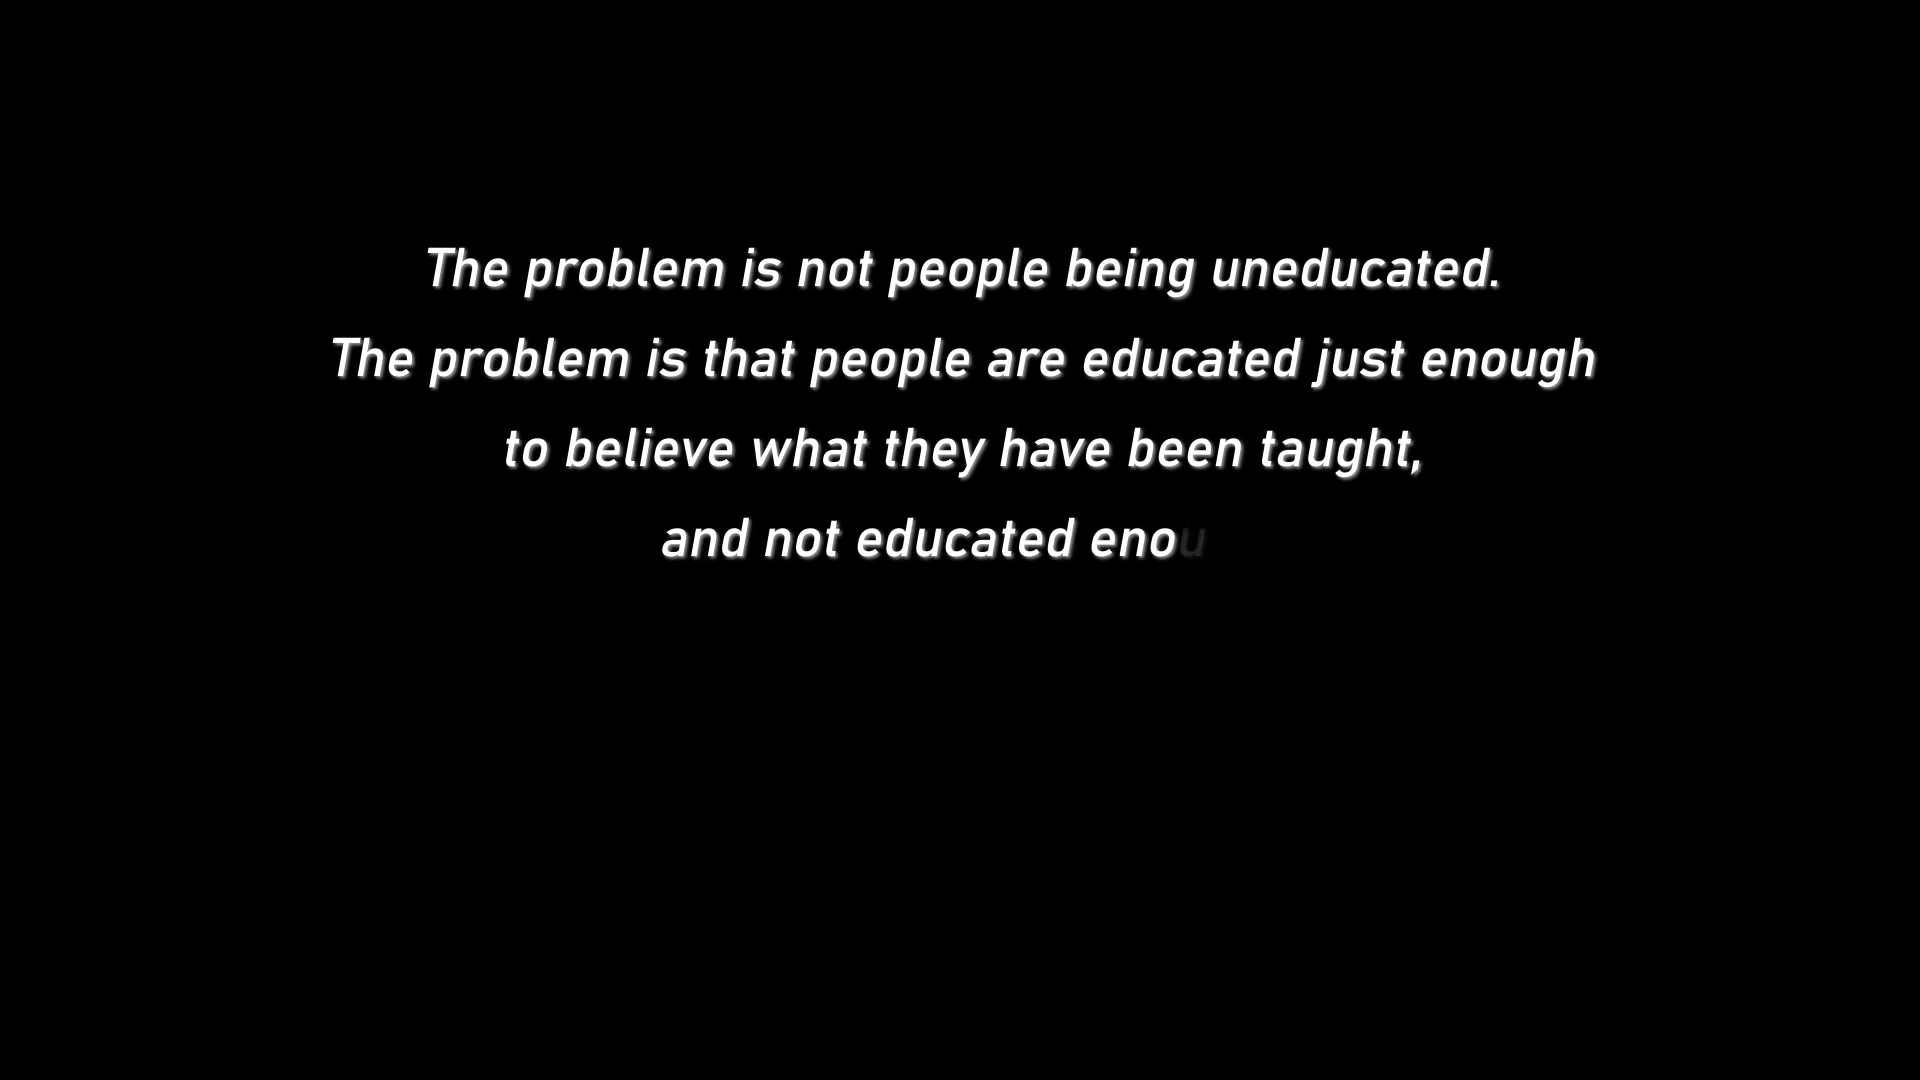 The problem is not people being uneducated.
The problem is that people are educated just enough
to believe what they have been taught,
and not educated enou